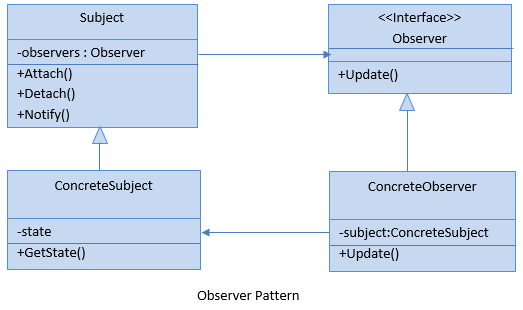 Subject
-observers : Observer
+Attach()
+Detach()
+Notify()
<<Interface>>
Observer
+Update()
ConcreteSubject
-state
+GetState()
ConcreteObserver
-subject:ConcreteSubject
+Update()
Observer Pattern